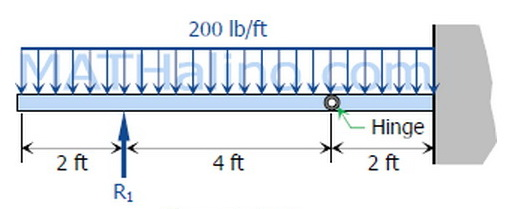 200 lb/ft
MATHalino.com
Hinge
2 ft
4 ft
2 ft
R₁